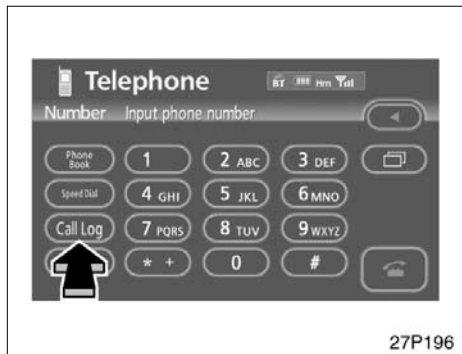 Telephone
BT Hm
Number Input phone number
Phone Book 1 2 ABC 3 DEF
Speed Dial 4 GHI 5 JKL 6 MNO
Call Log 7 PQRS 8 TUV 9 WXYZ
* + 0 #
27P196